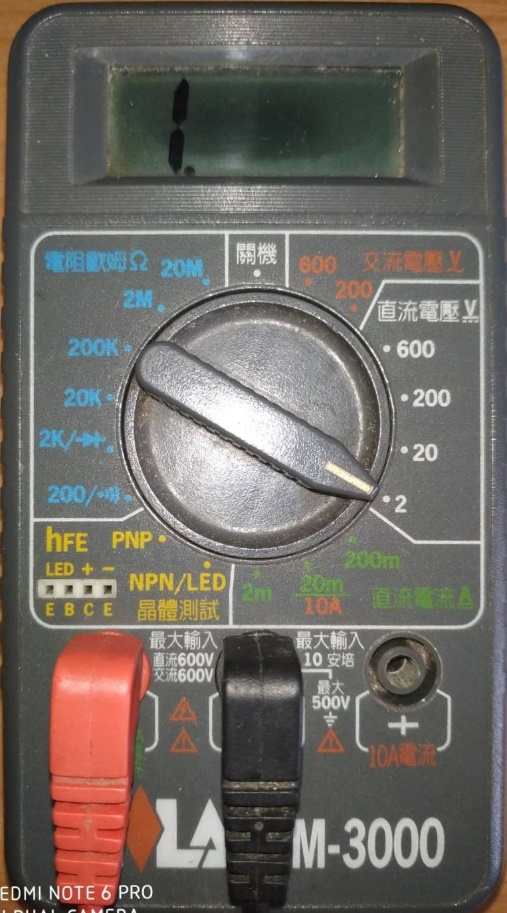 1.
電阻歐姆Ω
20M
關機
600
交流電壓V
2M
200
直流電壓V
200K
600
20K
200
2K/
20
200/
2
hFE
PNP
LED + -
NPN/LED
E B C E
晶體測試
2m
20m
10A
200m
直流電流A
最大輸入
直流600V
交流600V
最大輸入
10 安培
最大
500V
+
10A電流
LA
M-3000
EDMI NOTE 6 PRO
DUAL CAMERA